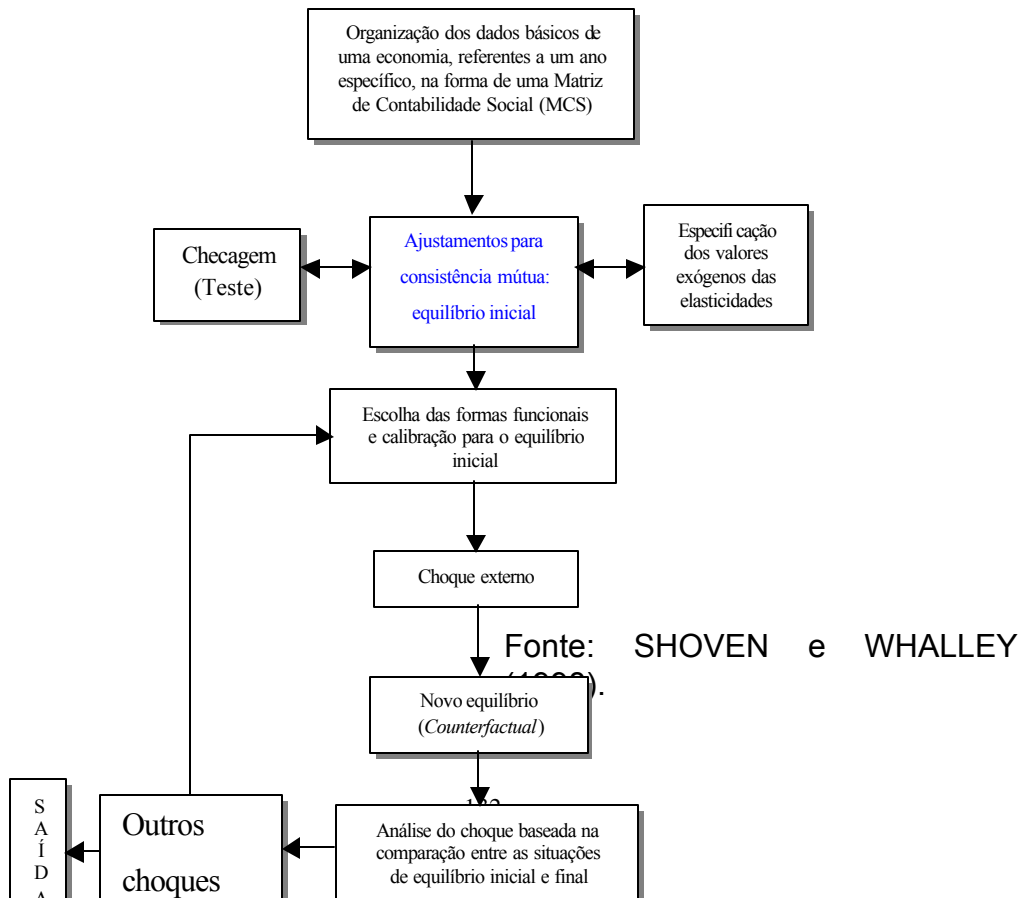 Organização dos dados básicos de
uma economia, referentes a um ano
específico, na forma de uma Matriz
de Contabilidade Social (MCS)
Checagem
(Teste)
Ajustamentos para
consistência mútua:
equilíbrio inicial
Especifi cação
dos valores
exógenos das
elasticidades
Escolha das formas funcionais
e calibração para o equilíbrio
inicial
Choque externo
Fonte: SHOVEN e WHALLEY
Novo equilíbrio
(Counterfactual)
S
A
Í
D
A
Outros
choques
Análise do choque baseada na
comparação entre as situações
de equilíbrio inicial e final